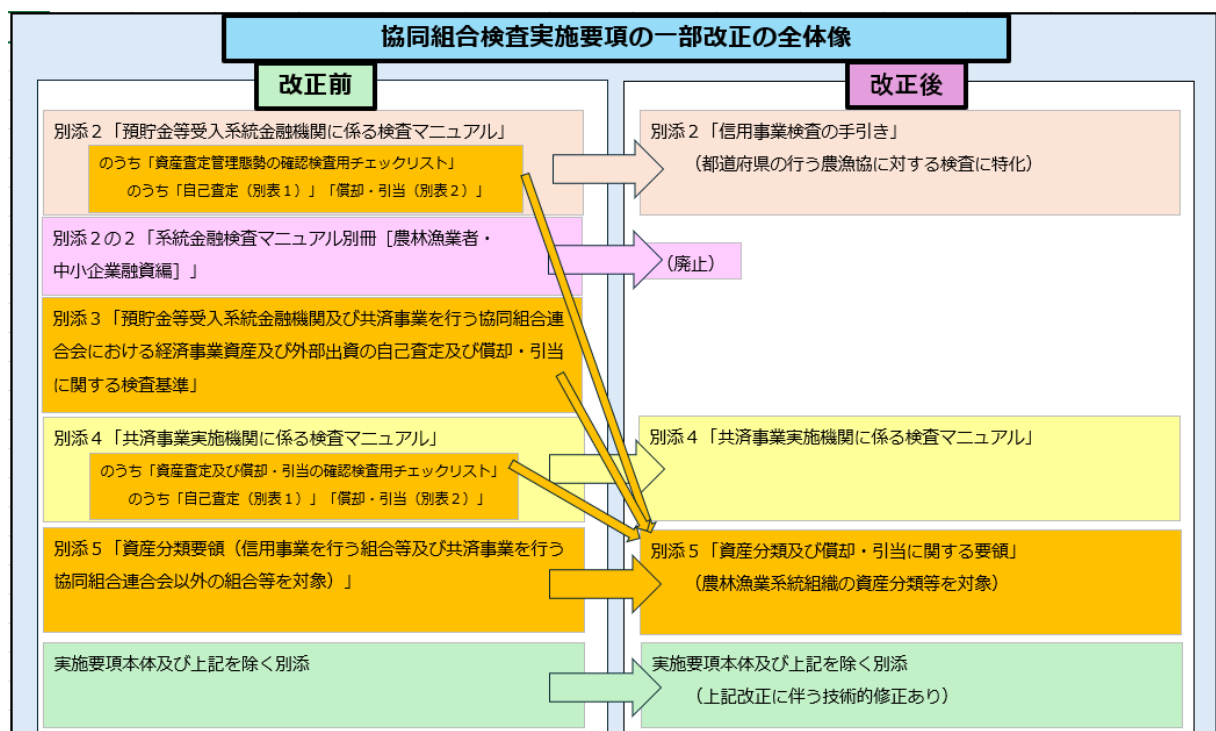 協同組合検査実施要項の一部改正の全体像
改正前
別添２「預貯金等受入系統金融機関に係る検査マニュアル」
のうち「資産査定管理態勢の確認検査用チェックリスト」
のうち「自己査定（別表１）」「償却・引当（別表２）」
別添２の２「系統金融検査マニュアル別冊［農林漁業者・
中小企業融資編］」
別添３「預貯金等受入系統金融機関及び共済事業を行う協同組合連
合会における経済事業資産及び外部出資の自己査定及び償却・引当
に関する検査基準」
別添４「共済事業実施機関に係る検査マニュアル」
のうち「資産査定及び償却・引当の確認検査用チェックリスト」
のうち「自己査定（別表１）」「償却・引当（別表２）」
別添５「資産分類要領（信用事業を行う組合等及び共済事業を行う
協同組合連合会以外の組合等を対象）」
実施要項本体及び上記を除く別添
改正後
別添２「信用事業検査の手引き」
（都道府県の行う農漁協に対する検査に特化）
（廃止）
別添４「共済事業実施機関に係る検査マニュアル」
別添５「資産分類及び償却・引当に関する要領」
（農林漁業系統組織の資産分類等を対象）
実施要項本体及び上記を除く別添
（上記改正に伴う技術的修正あり）